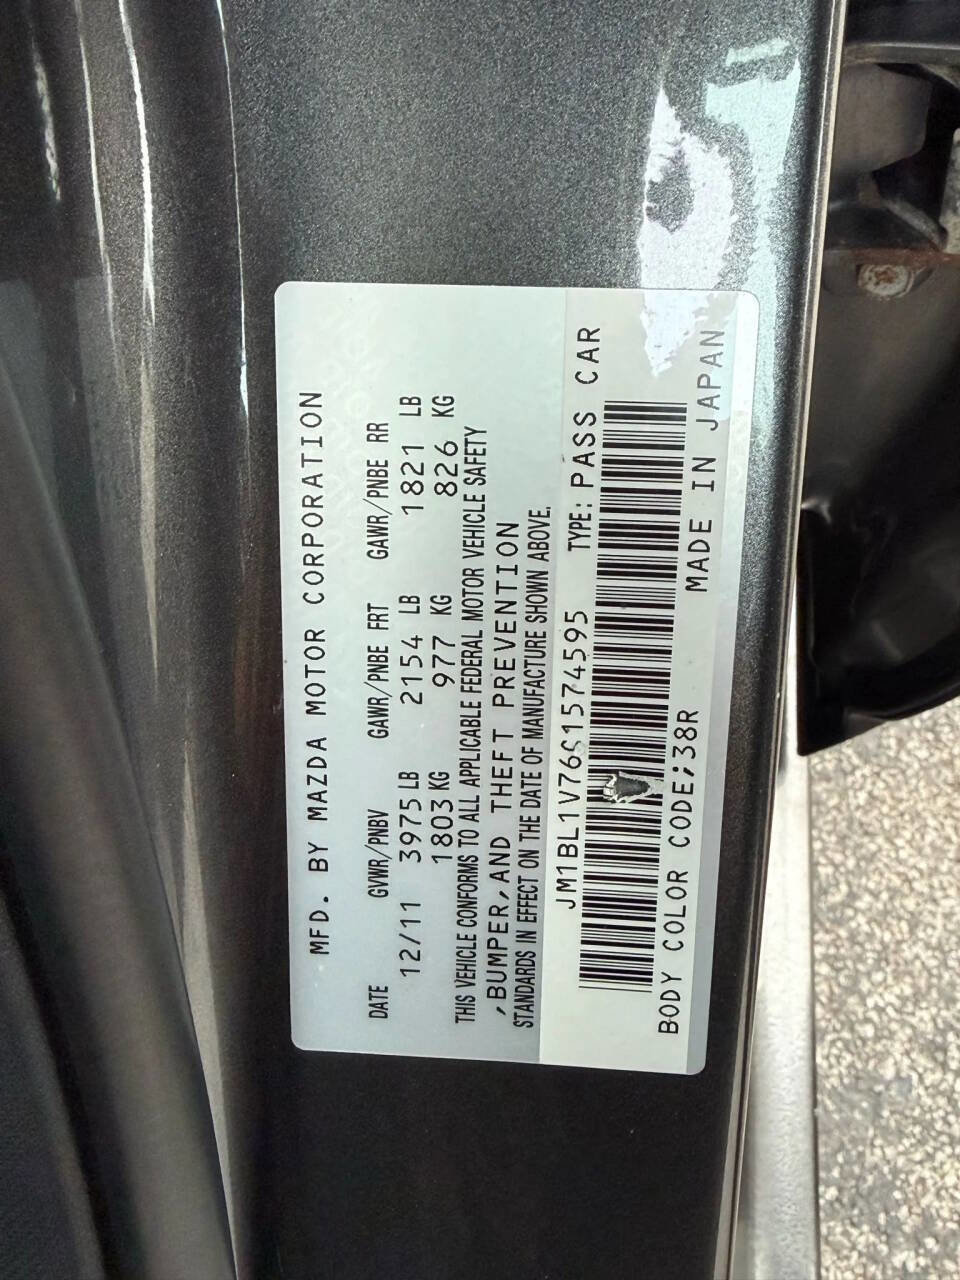 MFD. BY MAZDA MOTOR CORPORATION
DATE GVWR/PNBV GAWR/PNBE FRT GAWR/PNBE RR
12/11 3975 LB 2154 LB 1821 LB
1803 KG 977 KG 826 KG
THIS VEHICLE CONFORMS TO ALL APPLICABLE FEDERAL MOTOR VEHICLE SAFETY
,BUMPER,AND THEFT PREVENTION
STANDARDS IN EFFECT ON THE DATE OF MANUFACTURE SHOWN ABOVE.
TYPE: PASS CAR
BODY COLOR CODE;38R MADE IN JAPAN